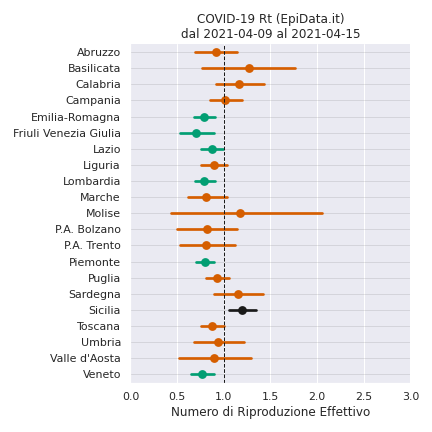 COVID-19 Rt (EpiData.it)
dal 2021-04-09 al 2021-04-15
Abruzzo
Basilicata
Calabria
Campania
Emilia-Romagna
Friuli Venezia Giulia
Lazio
Liguria
Lombardia
Marche
Molise
P.A. Bolzano
P.A. Trento
Piemonte
Puglia
Sardegna
Sicilia
Toscana
Umbria
Valle d'Aosta
Veneto
0.0 0.5 1.0 1.5 2.0 2.5 3.0
Numero di Riproduzione Effettivo